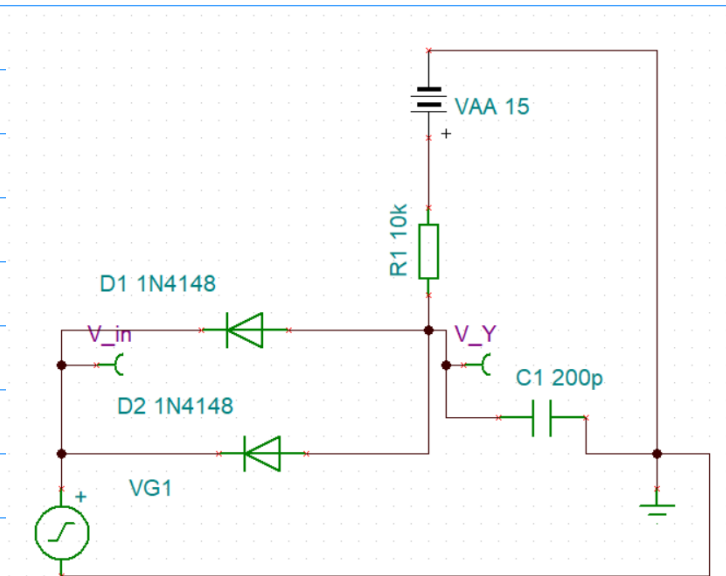 VAA 15
+
R1 10k
D1 1N4148
V_in
V_Y
C1 200p
D2 1N4148
VG1
+